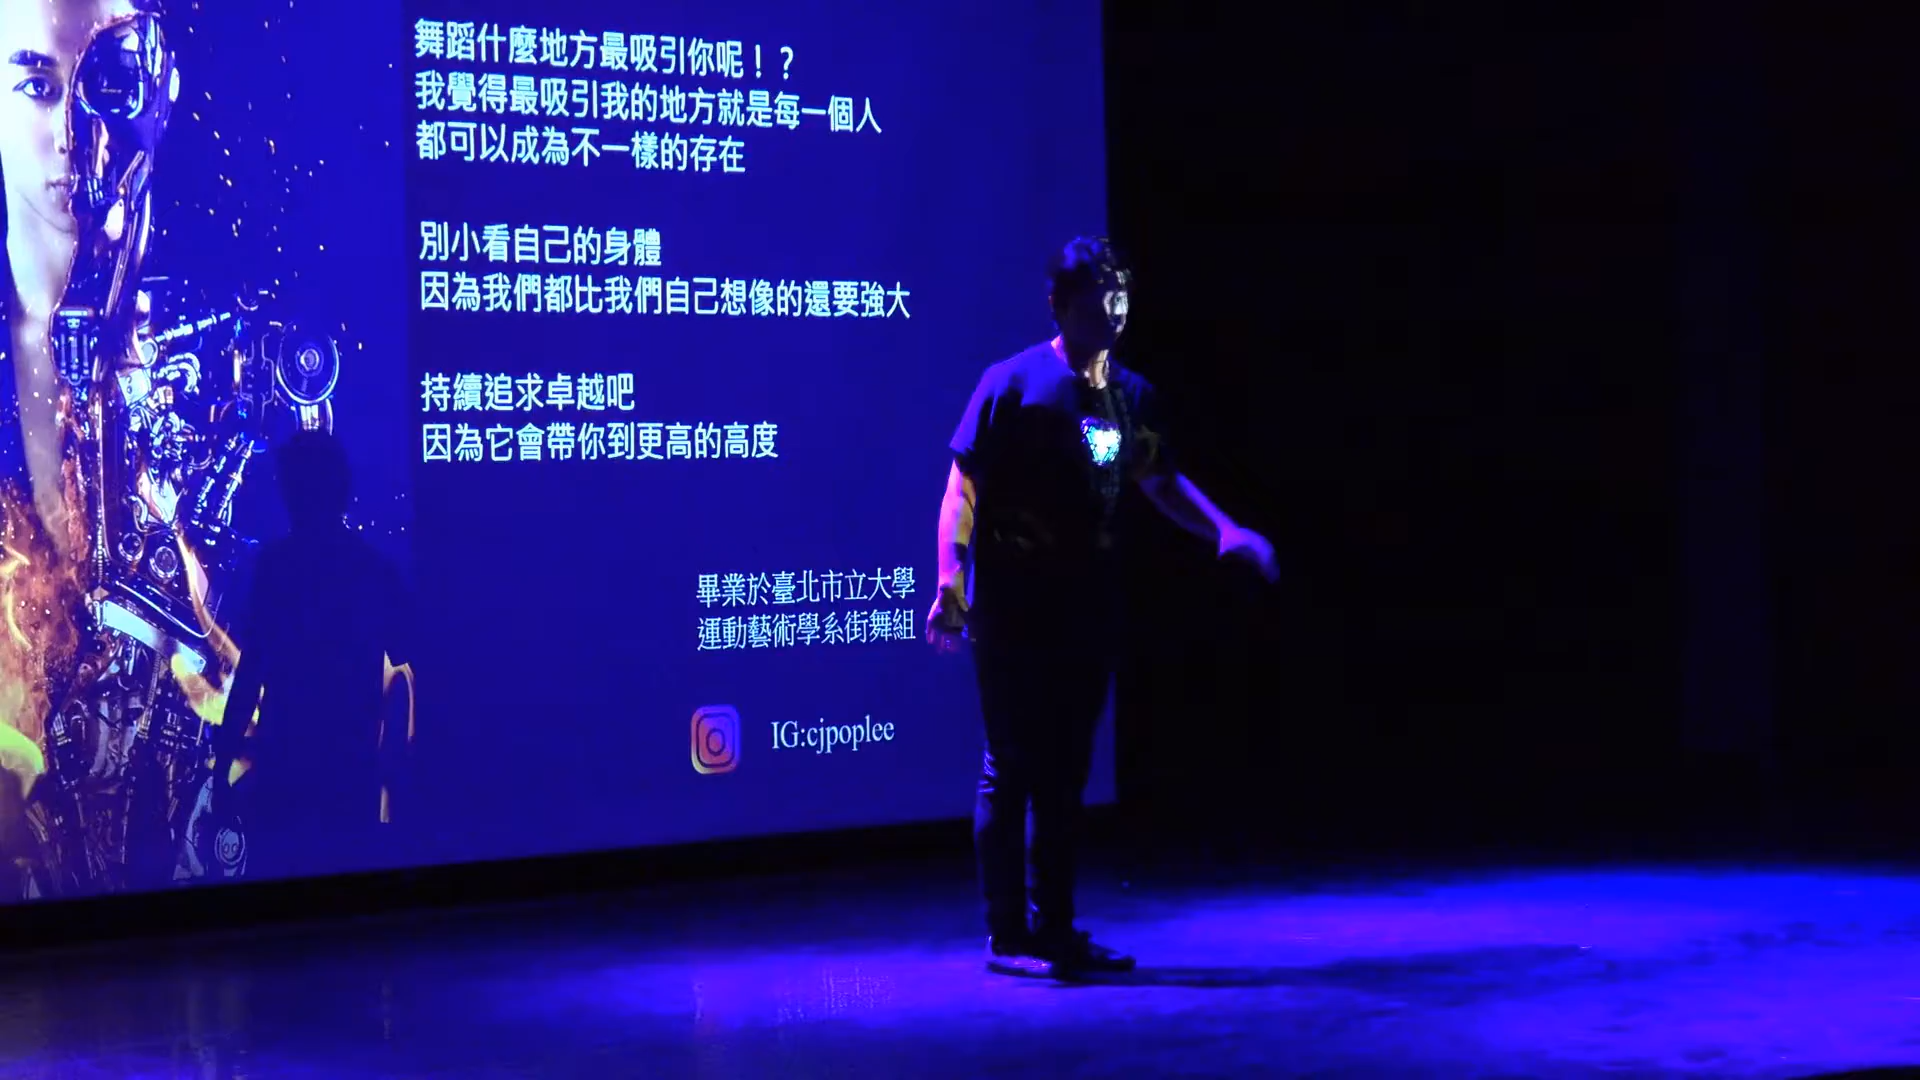 舞蹈什麼地方最吸引你呢！？
我覺得最吸引我的地方就是每一個人
都可以成為不一樣的存在
別小看自己的身體
因為我們都比我們自己想像的還要強大
持續追求卓越吧
因為它會帶你到更高的高度
畢業於臺北市立大學
運動藝術學系街舞組
IG:cjpoplee